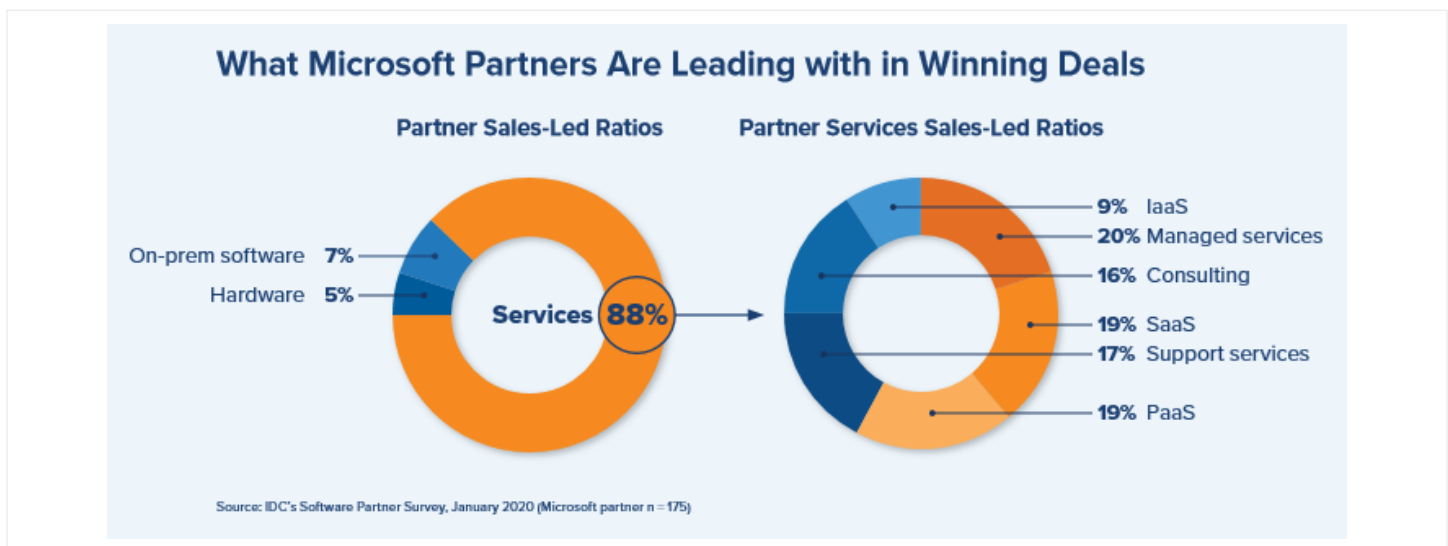 What Microsoft Partners Are Leading with in Winning Deals
Partner Sales-Led Ratios
On-prem software 7%
Hardware 5%
Services 88%
Partner Services Sales-Led Ratios
9% IaaS
20% Managed services
16% Consulting
19% SaaS
17% Support services
19% PaaS
Source: IDC's Software Partner Survey, January 2020 (Microsoft partner n = 175)